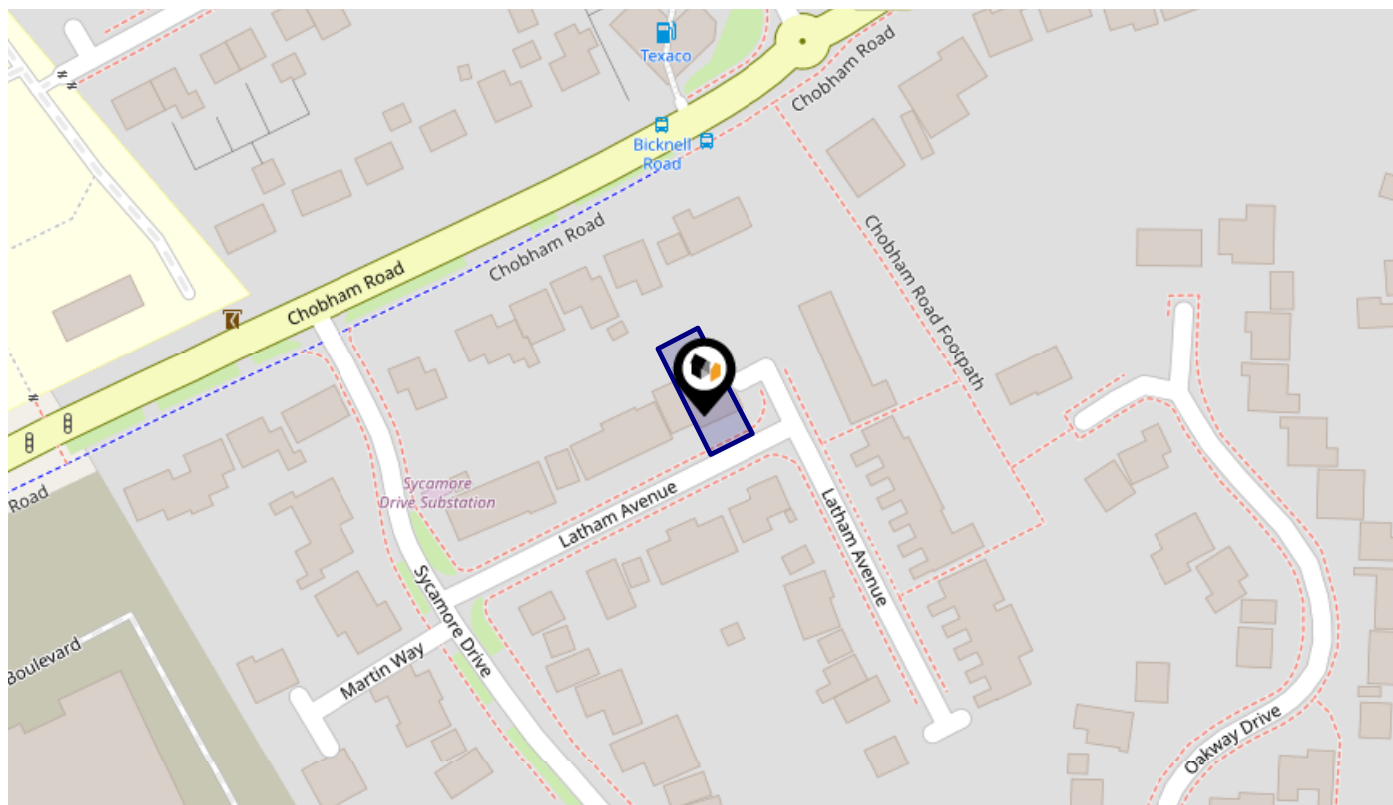 Texaco
Chobham Road
Bicknell
Road
Chobham Road
Chobham Road
Chobham Road Footpath
Road
Sycamore
Drive Substation
Latham Avenue
Latham Avenue
Sycamore Drive
Martin Way
Boulevard
Oakway Drive